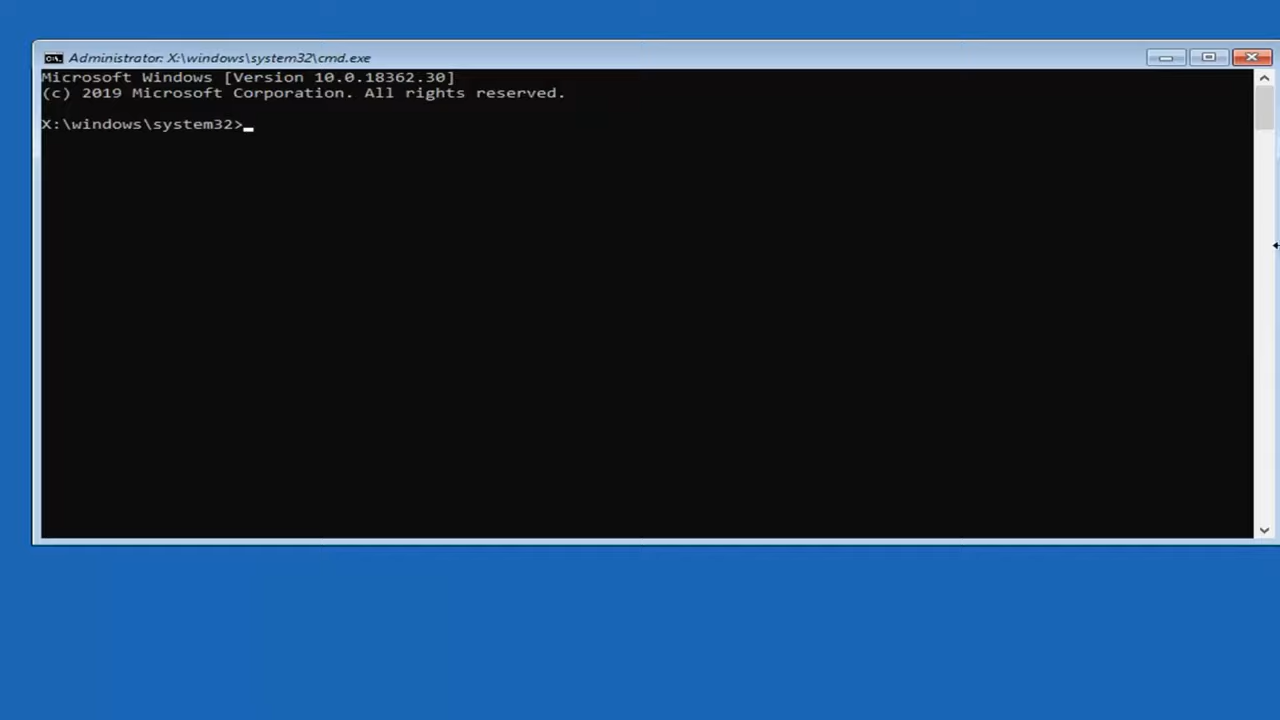 Administrator: X:\windows\system32\cmd.exe
Microsoft Windows [Version 10.0.18362.30]
(c) 2019 Microsoft Corporation. All rights reserved.
X:\windows\system32>